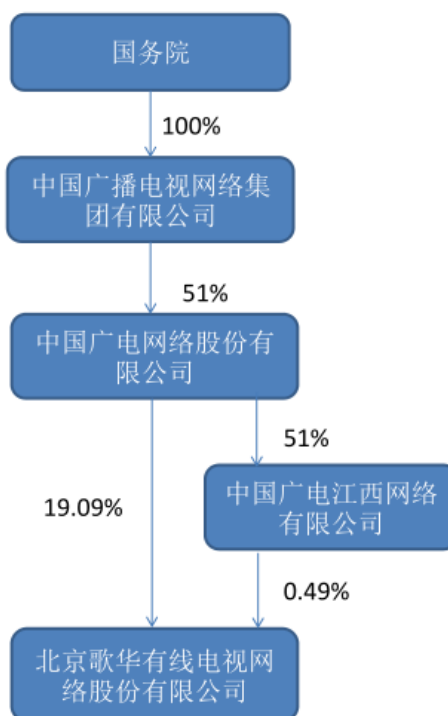 国务院
100%
中国广播电视网络集
团有限公司
51%
中国广电网络股份有
限公司
51%
中国广电江西网络
有限公司
19.09%
0.49%
北京歌华有线电视网
络股份有限公司